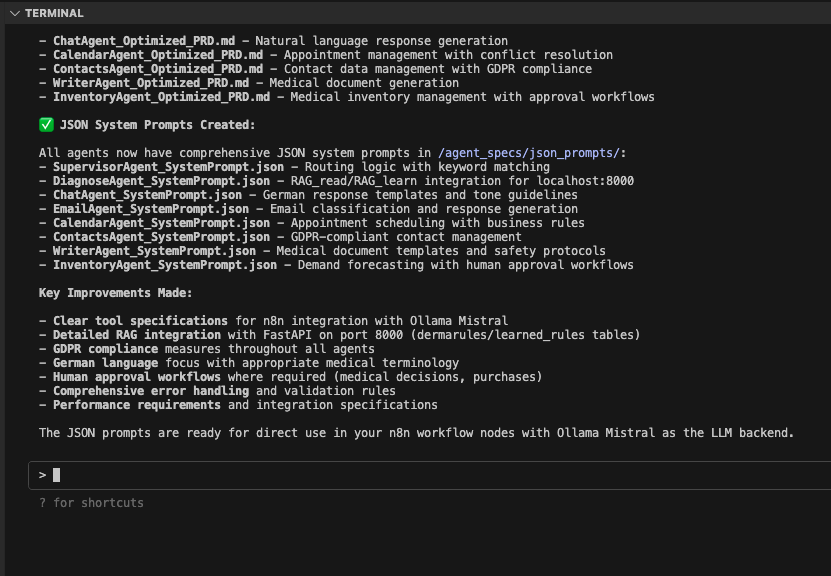 TERMINAL
- ChatAgent_Optimized_PRD.md - Natural language response generation
- CalendarAgent_Optimized_PRD.md - Appointment management with conflict resolution
- ContactsAgent_Optimized_PRD.md - Contact data management with GDPR compliance
- WriterAgent_Optimized_PRD.md - Medical document generation
- InventoryAgent_Optimized_PRD.md - Medical inventory management with approval workflows
✅ JSON System Prompts Created:
All agents now have comprehensive JSON system prompts in /agent_specs/json_prompts/:
- SupervisorAgent_SystemPrompt.json - Routing logic with keyword matching
- DiagnoseAgent_SystemPrompt.json - RAG_read/RAG_learn integration for localhost:8000
- ChatAgent_SystemPrompt.json - German response templates and tone guidelines
- EmailAgent_SystemPrompt.json - Email classification and response generation
- CalendarAgent_SystemPrompt.json - Appointment scheduling with business rules
- ContactsAgent_SystemPrompt.json - GDPR-compliant contact management
- WriterAgent_SystemPrompt.json - Medical document templates and safety protocols
- InventoryAgent_SystemPrompt.json - Demand forecasting with human approval workflows
Key Improvements Made:
- Clear tool specifications for n8n integration with Ollama Mistral
- Detailed RAG integration with FastAPI on port 8000 (dermarules/learned_rules tables)
- GDPR compliance measures throughout all agents
- German language focus with appropriate medical terminology
- Human approval workflows where required (medical decisions, purchases)
- Comprehensive error handling and validation rules
- Performance requirements and integration specifications
The JSON prompts are ready for direct use in your n8n workflow nodes with Ollama Mistral as the LLM backend.
>
? for shortcuts